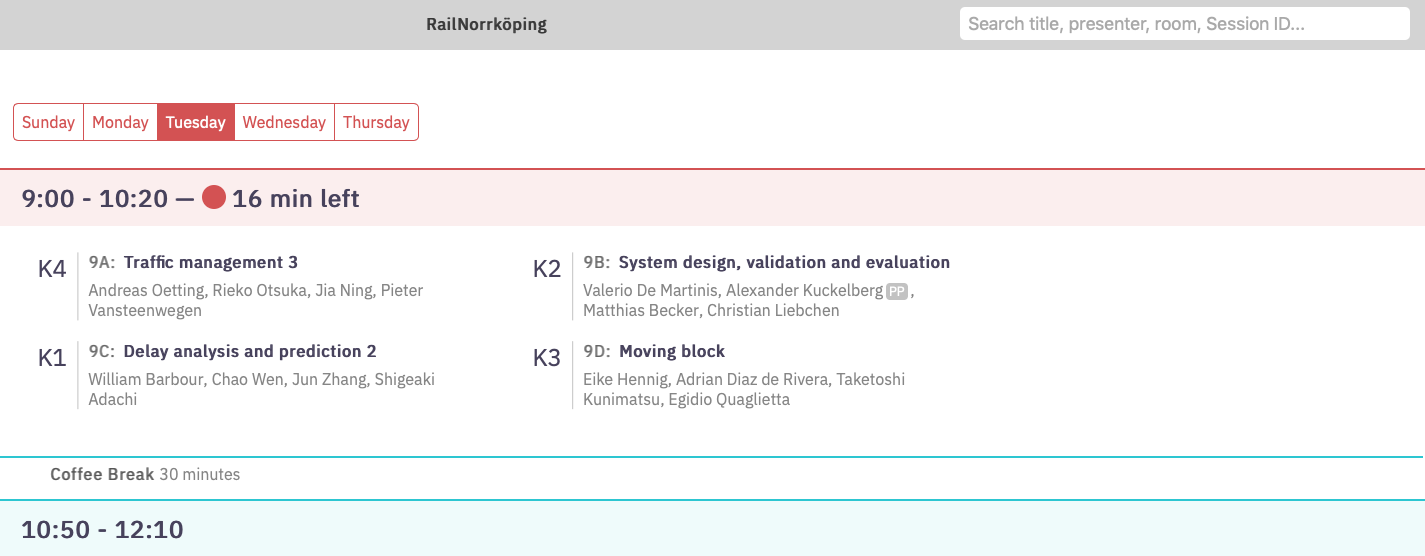 RailNorrköping
Search title, presenter, room, Session ID...
Sunday Monday Tuesday Wednesday Thursday
9:00 - 10:20 — 16 min left
K4
9A: Traffic management 3
Andreas Oetting, Rieko Otsuka, Jia Ning, Pieter
Vansteenwegen
K2
9B: System design, validation and evaluation
Valerio De Martinis, Alexander Kuckelberg PP ,
Matthias Becker, Christian Liebchen
K1
9C: Delay analysis and prediction 2
William Barbour, Chao Wen, Jun Zhang, Shigeaki
Adachi
K3
9D: Moving block
Eike Hennig, Adrian Diaz de Rivera, Taketoshi
Kunimatsu, Egidio Quaglietta
Coffee Break 30 minutes
10:50 - 12:10